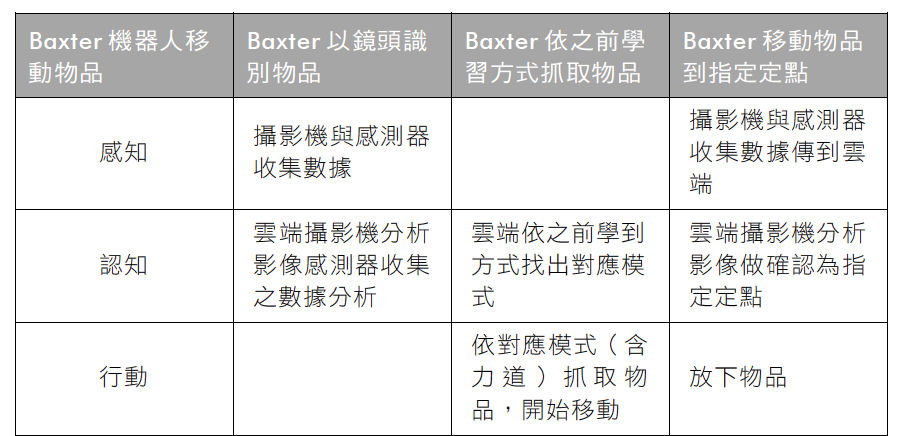 Baxter 機器人移
動物品
Baxter 以鏡頭識
別物品
Baxter 依之前學
習方式抓取物品
Baxter 移動物品
到指定定點
感知
攝影機與感測器
收集數據
攝影機與感測器
收集數據傳到雲
端
認知
雲端攝影機分析
影像感測器收集
之數據分析
雲端依之前學到
方式找出對應模
式
雲端攝影機分析
影像做確認為指
定定點
行動
依對應模式（含
力道）抓取物
品，開始移動
放下物品